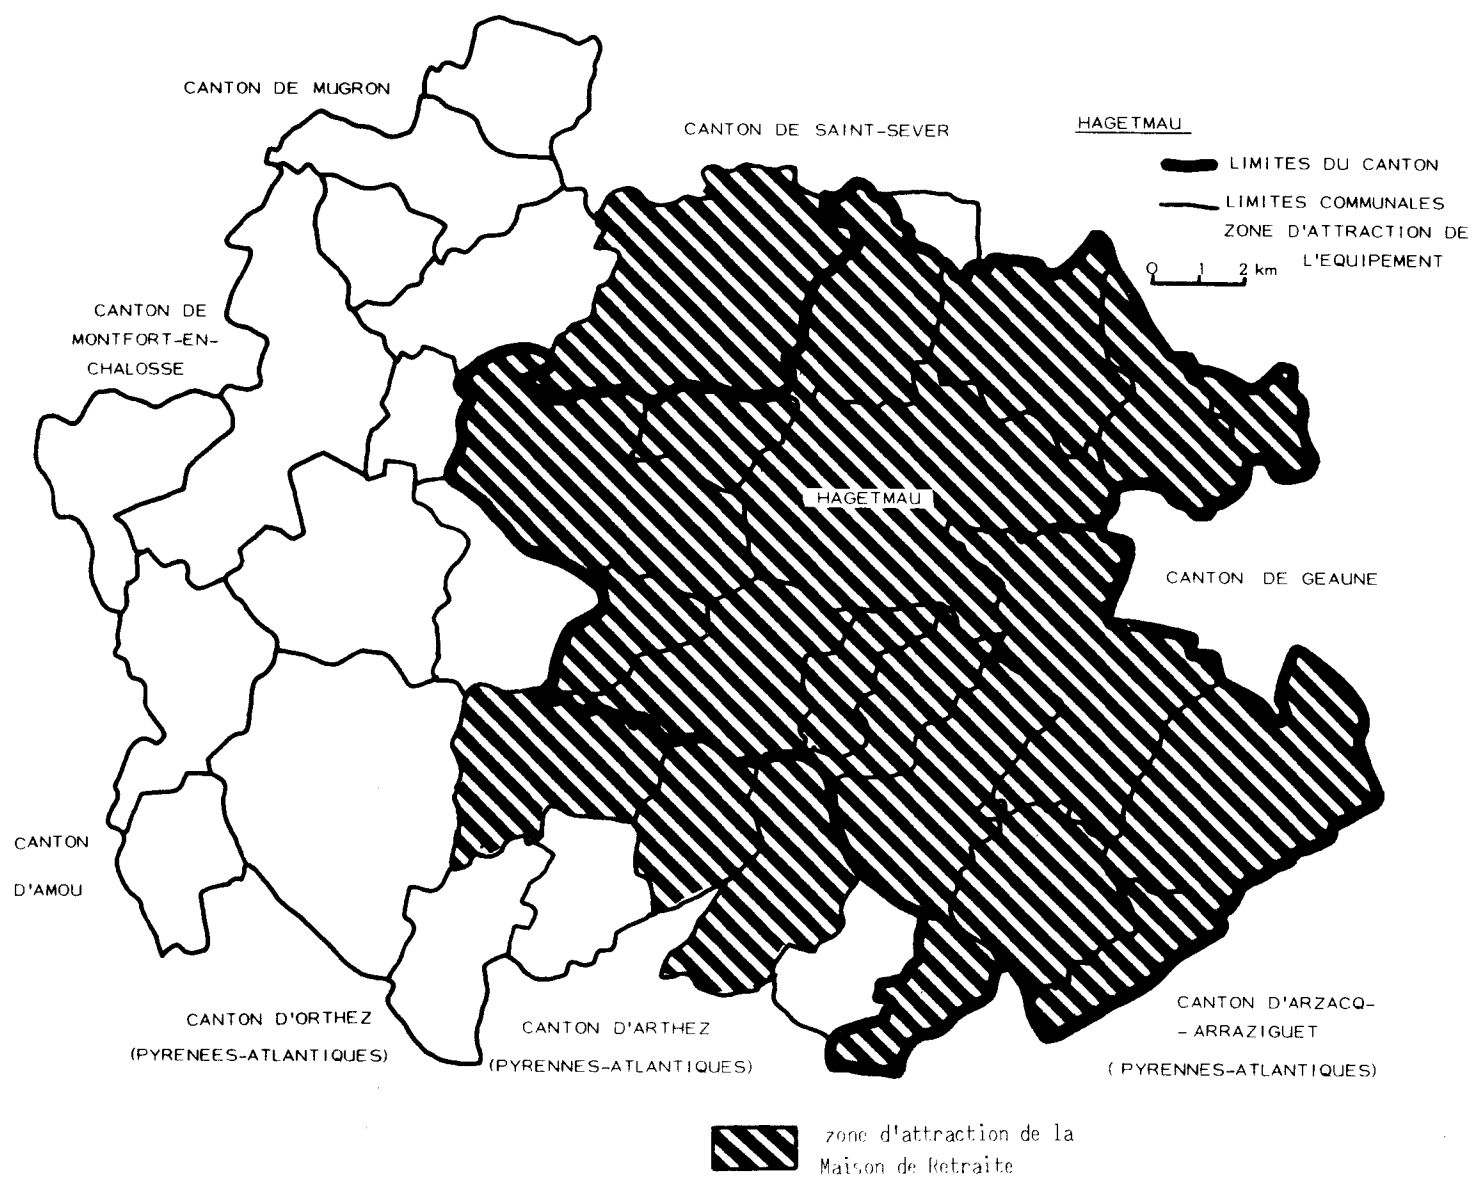 CANTON DE MUGRON
CANTON DE SAINT-SEVER
HAGETMAU
LIMITES DU CANTON
LIMITES COMMUNALES
ZONE D'ATTRACTION DE
L'EQUIPEMENT
0 1 2 km
CANTON DE
MONTFORT-EN-
CHALOSSE
HAGETMAU
CANTON DE GEAUNE
CANTON
D'AMOU
CANTON D'ORTHEZ
(PYRENEES-ATLANTIQUES)
CANTON D'ARTHEZ
(PYRENNES-ATLANTIQUES)
CANTON D'ARZACQ-
-ARRAZIGUET
(PYRENNES-ATLANTIQUES)
zone d'attraction de la
Maison de Retraite